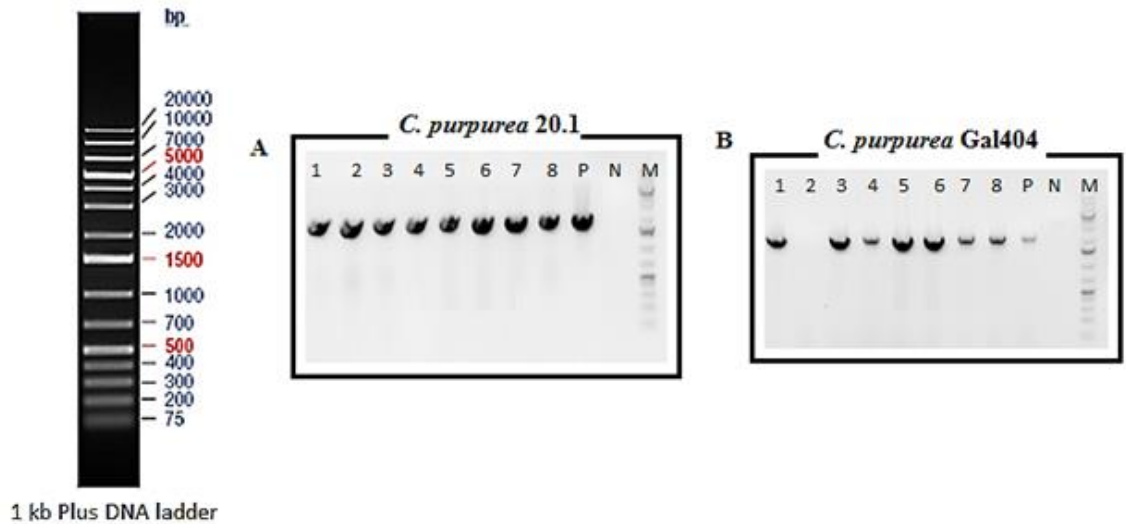 bp
20000
10000
7000
5000
4000
3000
2000
1500
1000
700
500
400
300
200
75
1 kb Plus DNA ladder
A
C. purpurea 20.1
1 2 3 4 5 6 7 8 P N M
B
C. purpurea Gal404
1 2 3 4 5 6 7 8 P N M